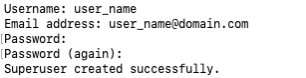 Username: user_name
Email address: user_name@domain.com
Password:
Password (again):
Superuser created successfully.